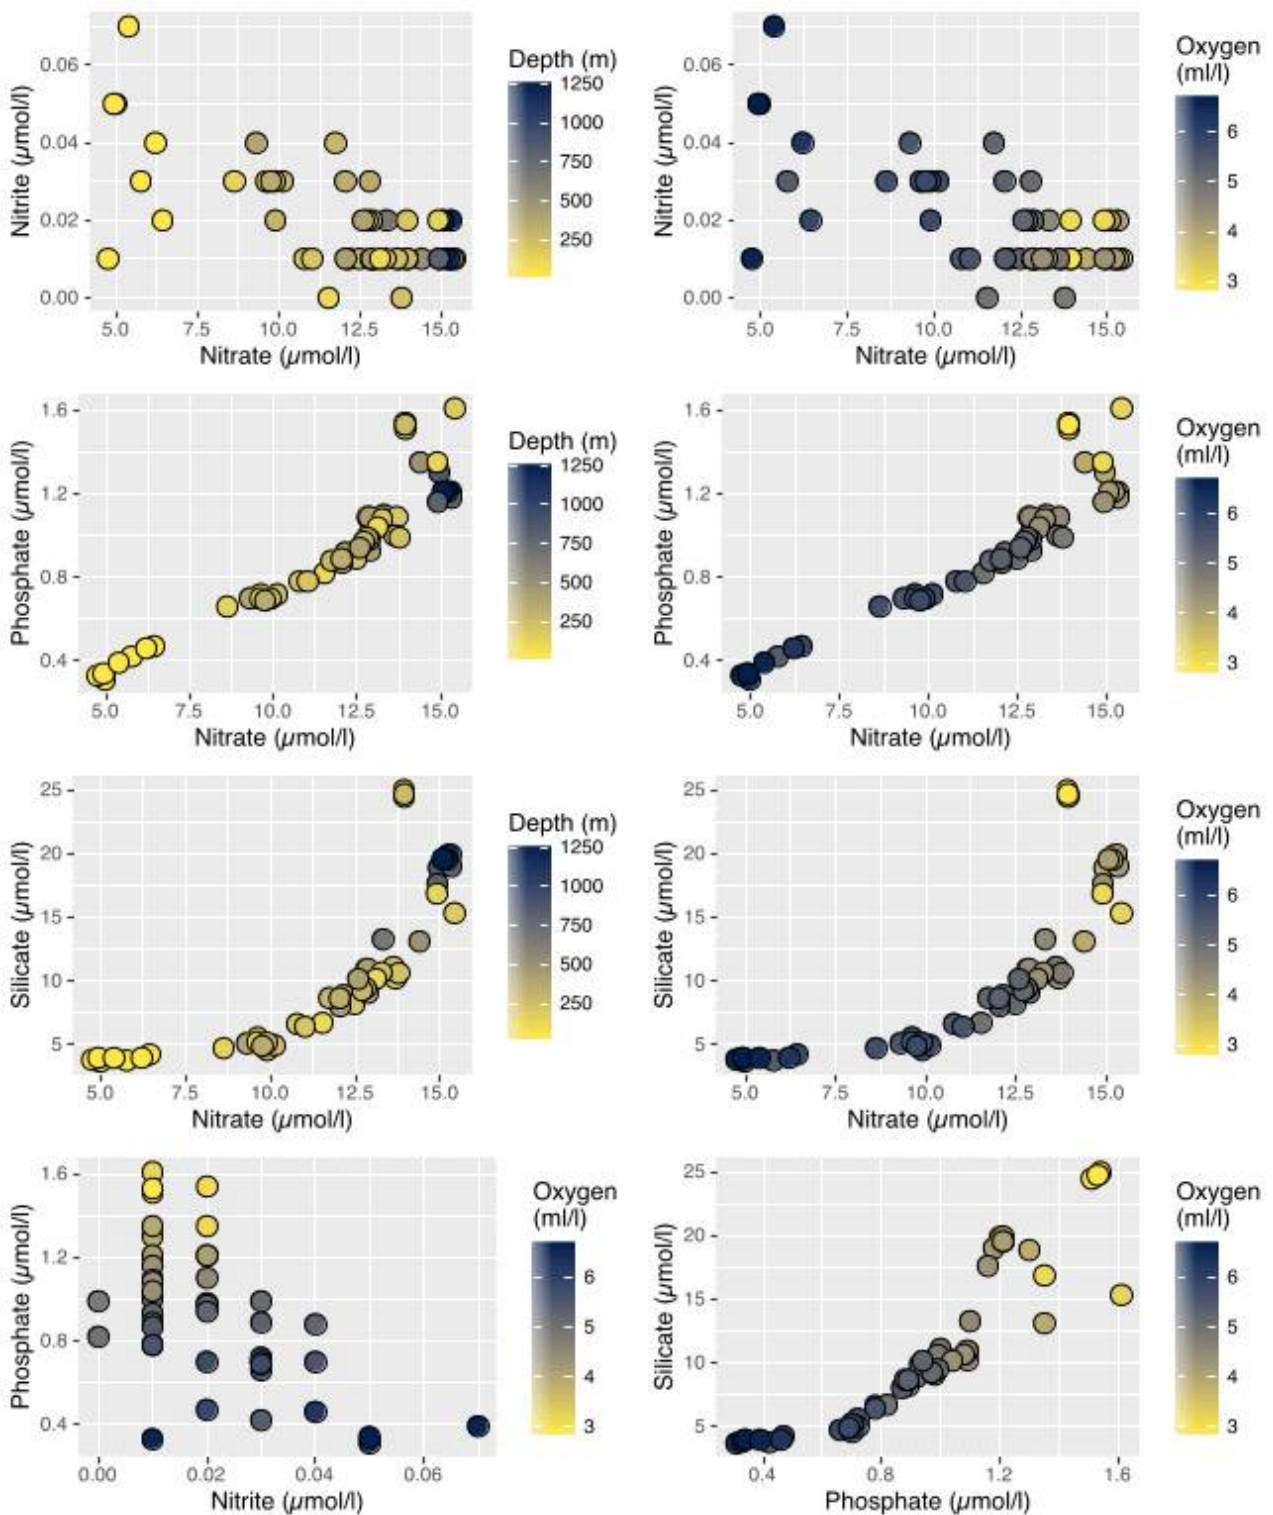 Nitrite (µmol/l)
0.06
0.04
0.02
0.00
5.0 7.5 10.0 12.5 15.0
Nitrate (µmol/l)
Depth (m)
1250
1000
750
500
250
Nitrite (µmol/l)
0.06
0.04
0.02
0.00
5.0 7.5 10.0 12.5 15.0
Nitrate (µmol/l)
Oxygen
(ml/l)
6
5
4
3
Phosphate (µmol/l)
1.6
1.2
0.8
0.4
5.0 7.5 10.0 12.5 15.0
Nitrate (µmol/l)
Depth (m)
1250
1000
750
500
250
Phosphate (µmol/l)
1.6
1.2
0.8
0.4
5.0 7.5 10.0 12.5 15.0
Nitrate (µmol/l)
Oxygen
(ml/l)
6
5
4
3
Silicate (µmol/l)
25
20
15
10
5
5.0 7.5 10.0 12.5 15.0
Nitrate (µmol/l)
Depth (m)
1250
1000
750
500
250
Silicate (µmol/l)
25
20
15
10
5
5.0 7.5 10.0 12.5 15.0
Nitrate (µmol/l)
Oxygen
(ml/l)
6
5
4
3
Phosphate (µmol/l)
1.6
1.2
0.8
0.4
0.00 0.02 0.04 0.06
Nitrite (µmol/l)
Oxygen
(ml/l)
6
5
4
3
Silicate (µmol/l)
25
20
15
10
5
0.4 0.8 1.2 1.6
Phosphate (µmol/l)
Oxygen
(ml/l)
6
5
4
3